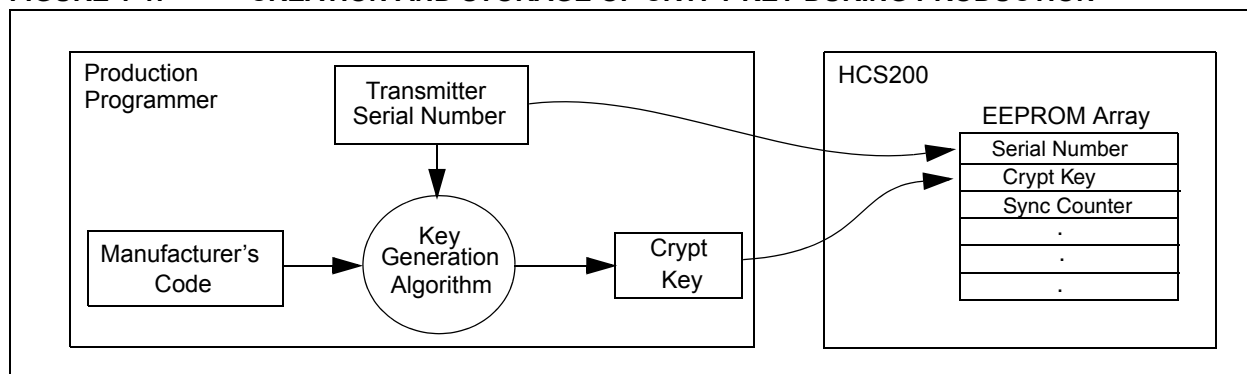 Production
Programmer
Transmitter
Serial Number
Manufacturer's
Code
Key
Generation
Algorithm
Crypt
Key
HCS200
EEPROM Array
Serial Number
Crypt Key
Sync Counter
.
.
.